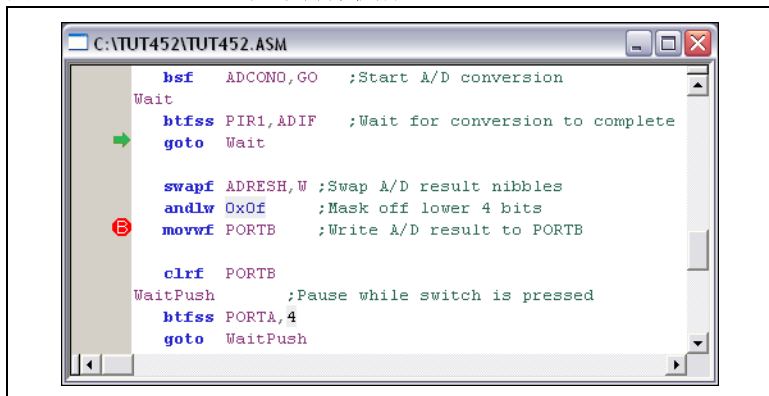 C:\TUT452\TUT452.ASM
bsf ADCON0,GO ;Start A/D conversion
Wait
btfss PIR1,ADIF ;Wait for conversion to complete
goto Wait
swapf ADRESH,W ;Swap A/D result nibbles
andlw 0x0f ;Mask off lower 4 bits
B movwf PORTB ;Write A/D result to PORTB
clrf PORTB
WaitPush ;Pause while switch is pressed
btfss PORTA,4
goto WaitPush